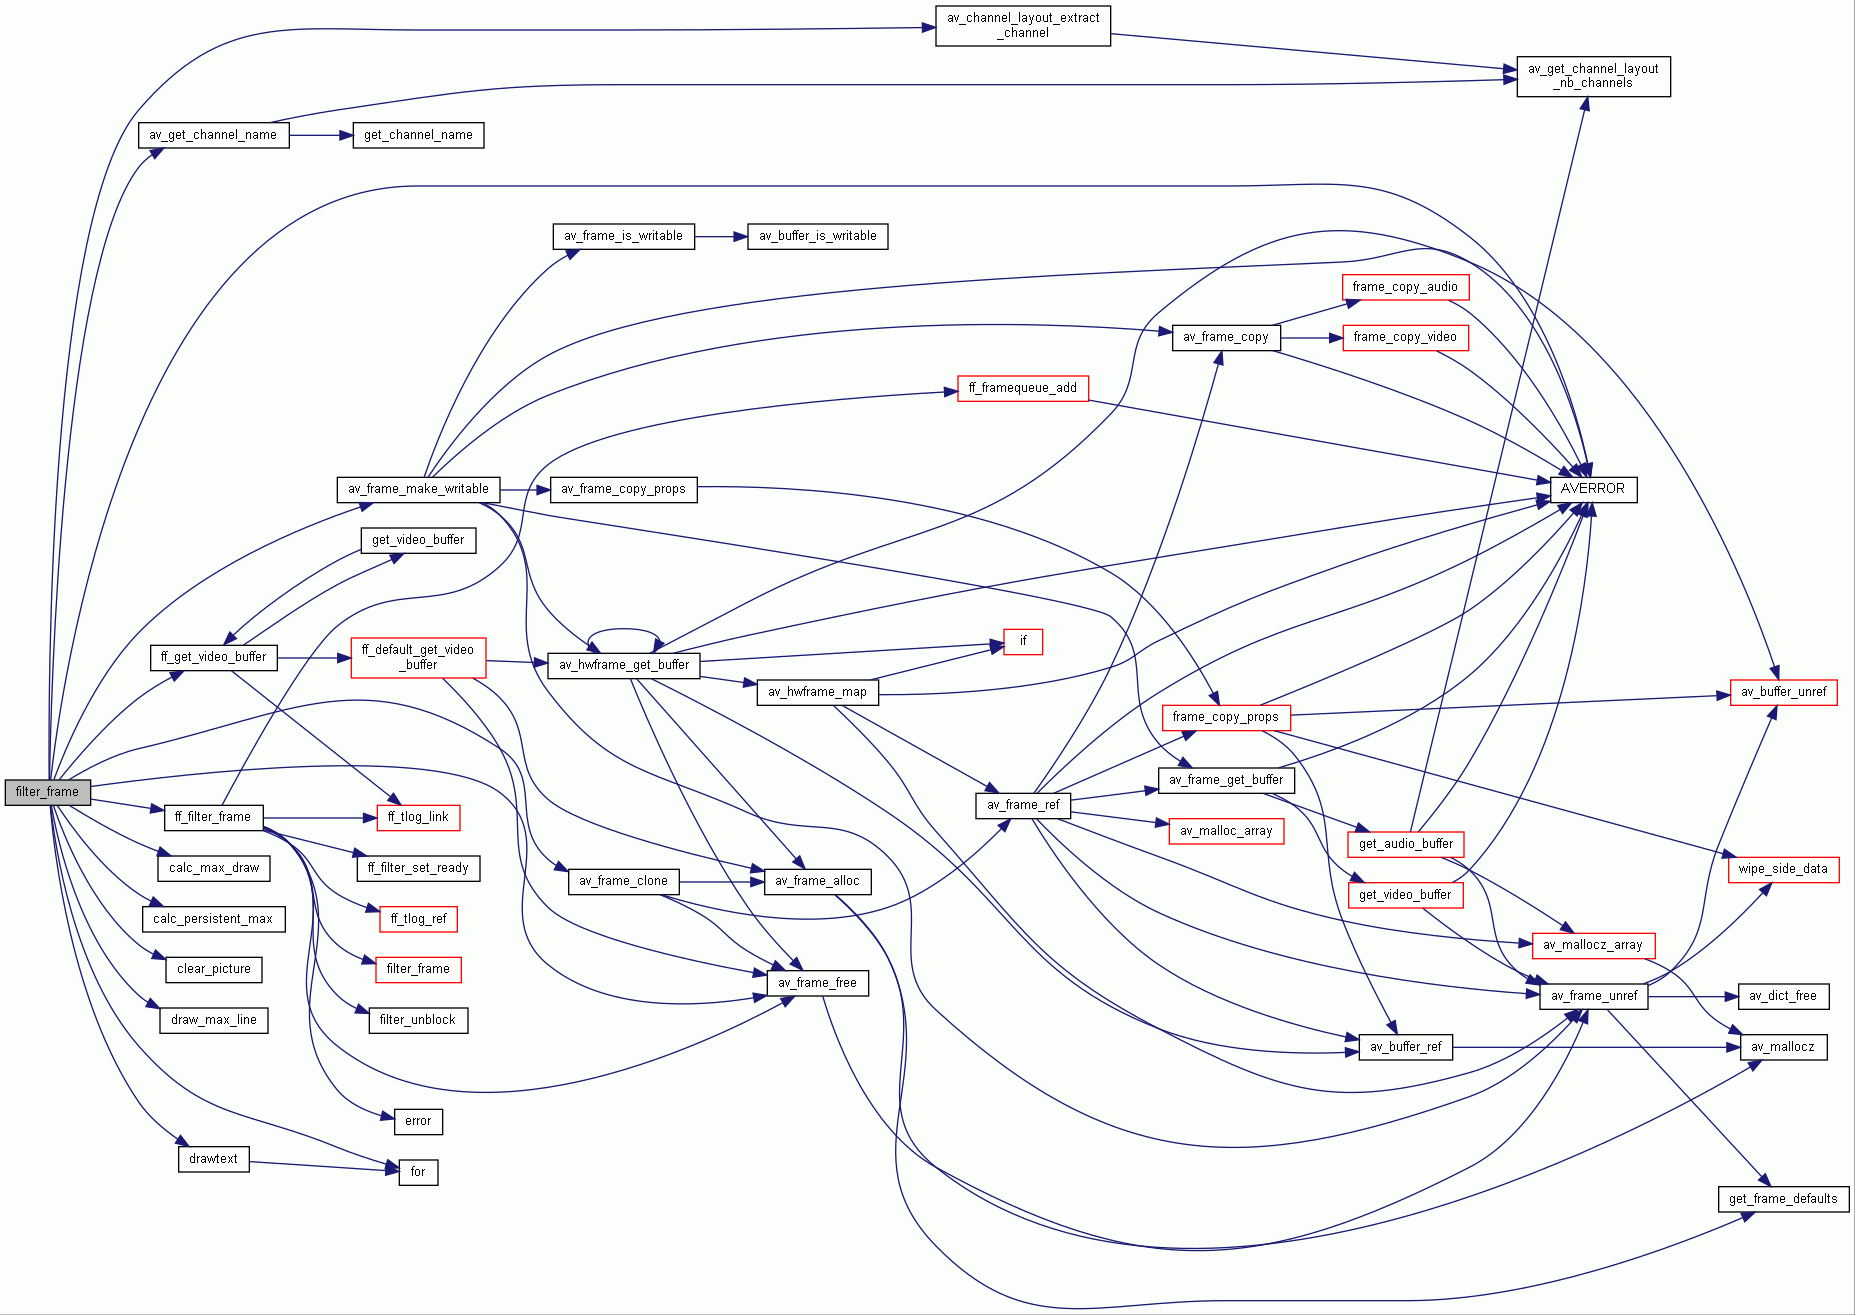 av_channel_layout_extract
_channel
av_get_channel_layout
_nb_channels
av_get_channel_name
get_channel_name
av_frame_is_writable
av_buffer_is_writable
frame_copy_audio
av_frame_copy
frame_copy_video
ff_framequeue_add
av_frame_make_writable
av_frame_copy_props
AVERROR
get_video_buffer
if
ff_get_video_buffer
ff_default_get_video
_buffer
av_hwframe_get_buffer
av_hwframe_map
av_buffer_unref
frame_copy_props
av_frame_get_buffer
filter_frame
av_frame_ref
ff_filter_frame
ff_tlog_link
av_malloc_array
get_audio_buffer
calc_max_draw
ff_filter_set_ready
wipe_side_data
av_frame_clone
av_frame_alloc
get_video_buffer
calc_persistent_max
ff_tlog_ref
av_mallocz_array
clear_picture
filter_frame
av_frame_free
av_frame_unref
av_dict_free
draw_max_line
filter_unblock
av_buffer_ref
av_mallocz
error
drawtext
for
get_frame_defaults